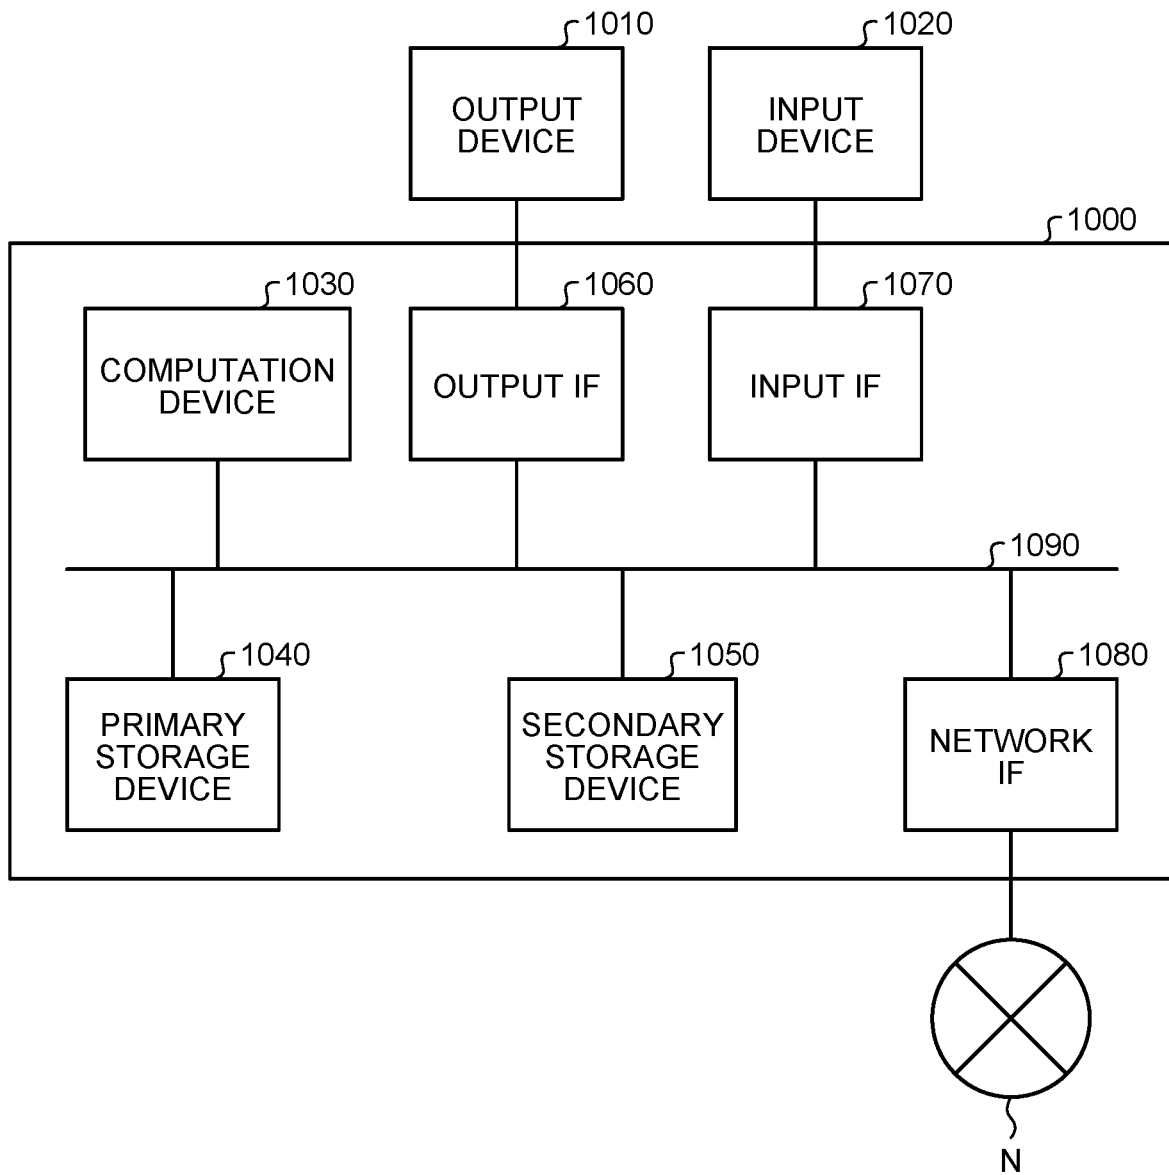 1010
1020
OUTPUT
DEVICE
INPUT
DEVICE
1000
1030
1060
1070
COMPUTATION
DEVICE
OUTPUT IF
INPUT IF
1090
1040
1050
1080
PRIMARY
STORAGE
DEVICE
SECONDARY
STORAGE
DEVICE
NETWORK
IF
N